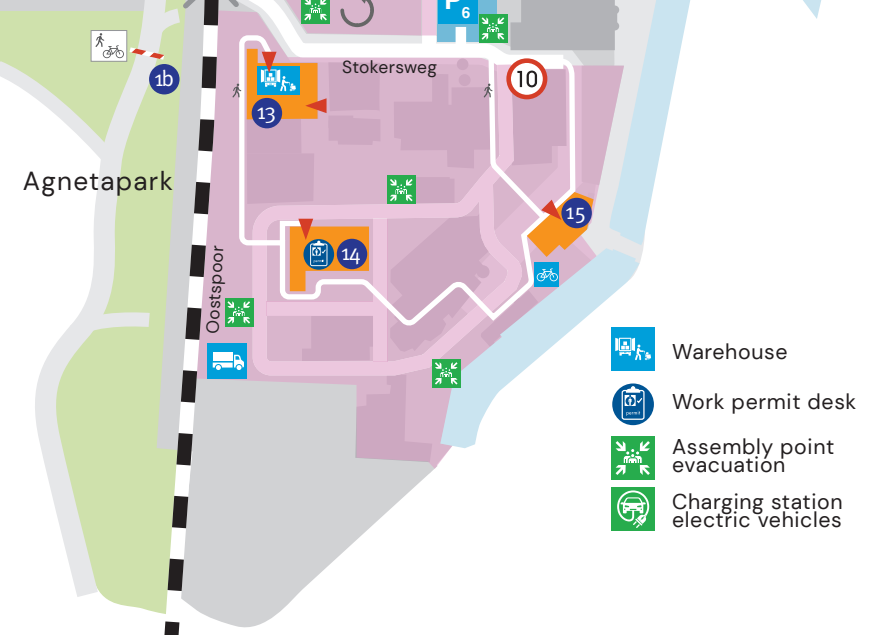 P
6
1b
Stokersweg
10
13
Agnetapark
15
14
Oostspoor
Warehouse
Work permit desk
permit
Assembly point
evacuation
Charging station
electric vehicles